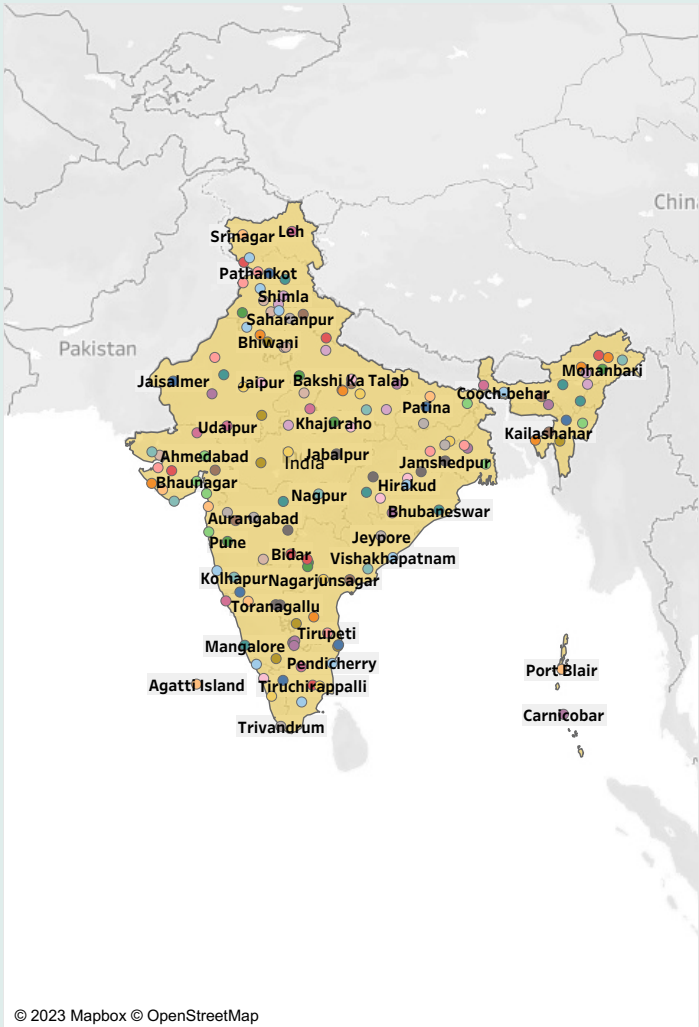 China
Srinagar
Leh
Pathankot
Shimla
Saharanpur
Bhiwani
Pakistan
Mohanbari
Jaisalmer
Jaipur
Bakshi Ka Talab
Cooch-behar
Patina
Udaipur
Khajuraho
Kailashahar
Ahmedabad
India
Jabalpur
Jamshedpur
Bhaunagar
Hirakud
Nagpur
Bhubaneswar
Aurangabad
Jeypore
Pune
Bidar
Vishakhapatnam
Kolhapur
Nagarjunsagar
Toranagallu
Tirupeti
Mangalore
Pendicherry
Port Blair
Agatti Island
Tiruchirappalli
Carnicobar
Trivandrum
© 2023 Mapbox © OpenStreetMap